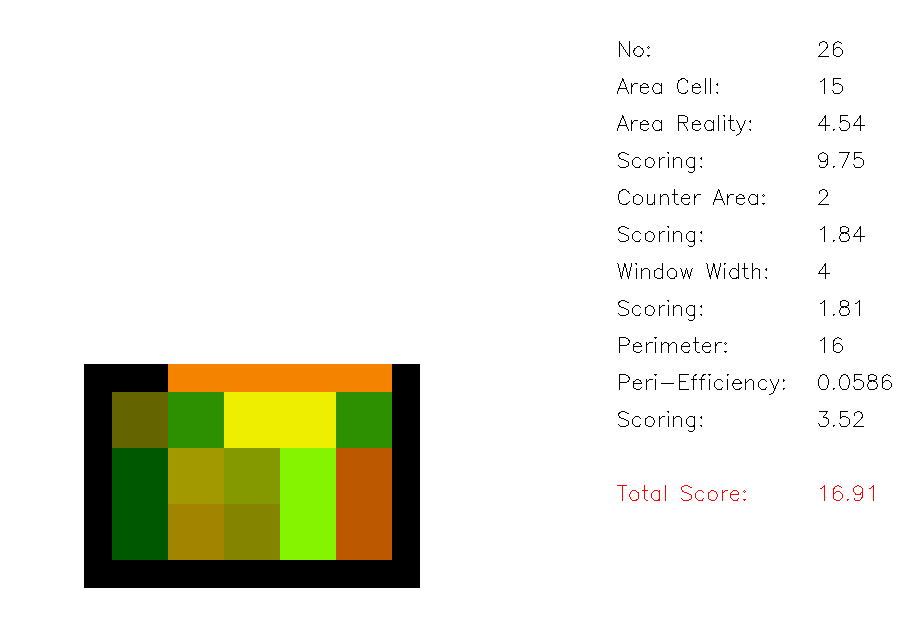 No: 26
Area Cell: 15
Area Reality: 4.54
Scoring: 9.75
Counter Area: 2
Scoring: 1.84
Window Width: 4
Scoring: 1.81
Perimeter: 16
Peri-Efficiency: 0.0586
Scoring: 3.52
Total Score: 16.91